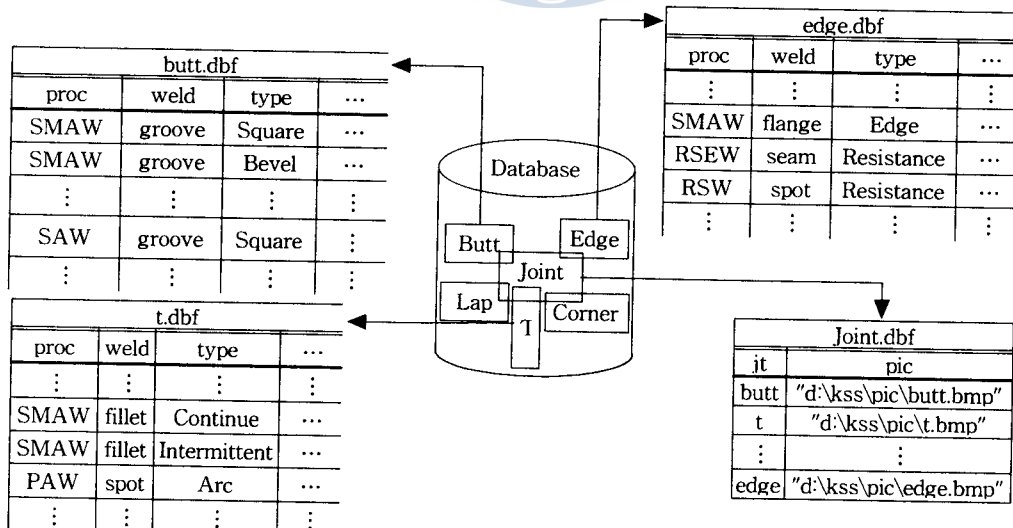 butt.dbf
proc weld type ...
SMAW groove Square ...
SMAW groove Bevel ...
⋮ ⋮ ⋮ ⋮
SAW groove Square ⋮
⋮ ⋮ ⋮ ⋮
t.dbf
proc weld type ...
⋮ ⋮ ⋮ ⋮
SMAW fillet Continue ...
SMAW fillet Intermittent ...
PAW spot Arc ...
⋮ ⋮ ⋮ ⋮
Database
Butt
Edge
Joint
Lap
T
Corner
edge.dbf
proc weld type ...
⋮ ⋮ ⋮ ⋮
SMAW flange Edge ...
RSEW seam Resistance ...
RSW spot Resistance ...
⋮ ⋮ ⋮ ⋮
Joint.dbf
jt pic
butt "d:\kss\pic\butt.bmp"
t "d:\kss\pic\t.bmp"
⋮ ⋮
edge "d:\kss\pic\edge.bmp"